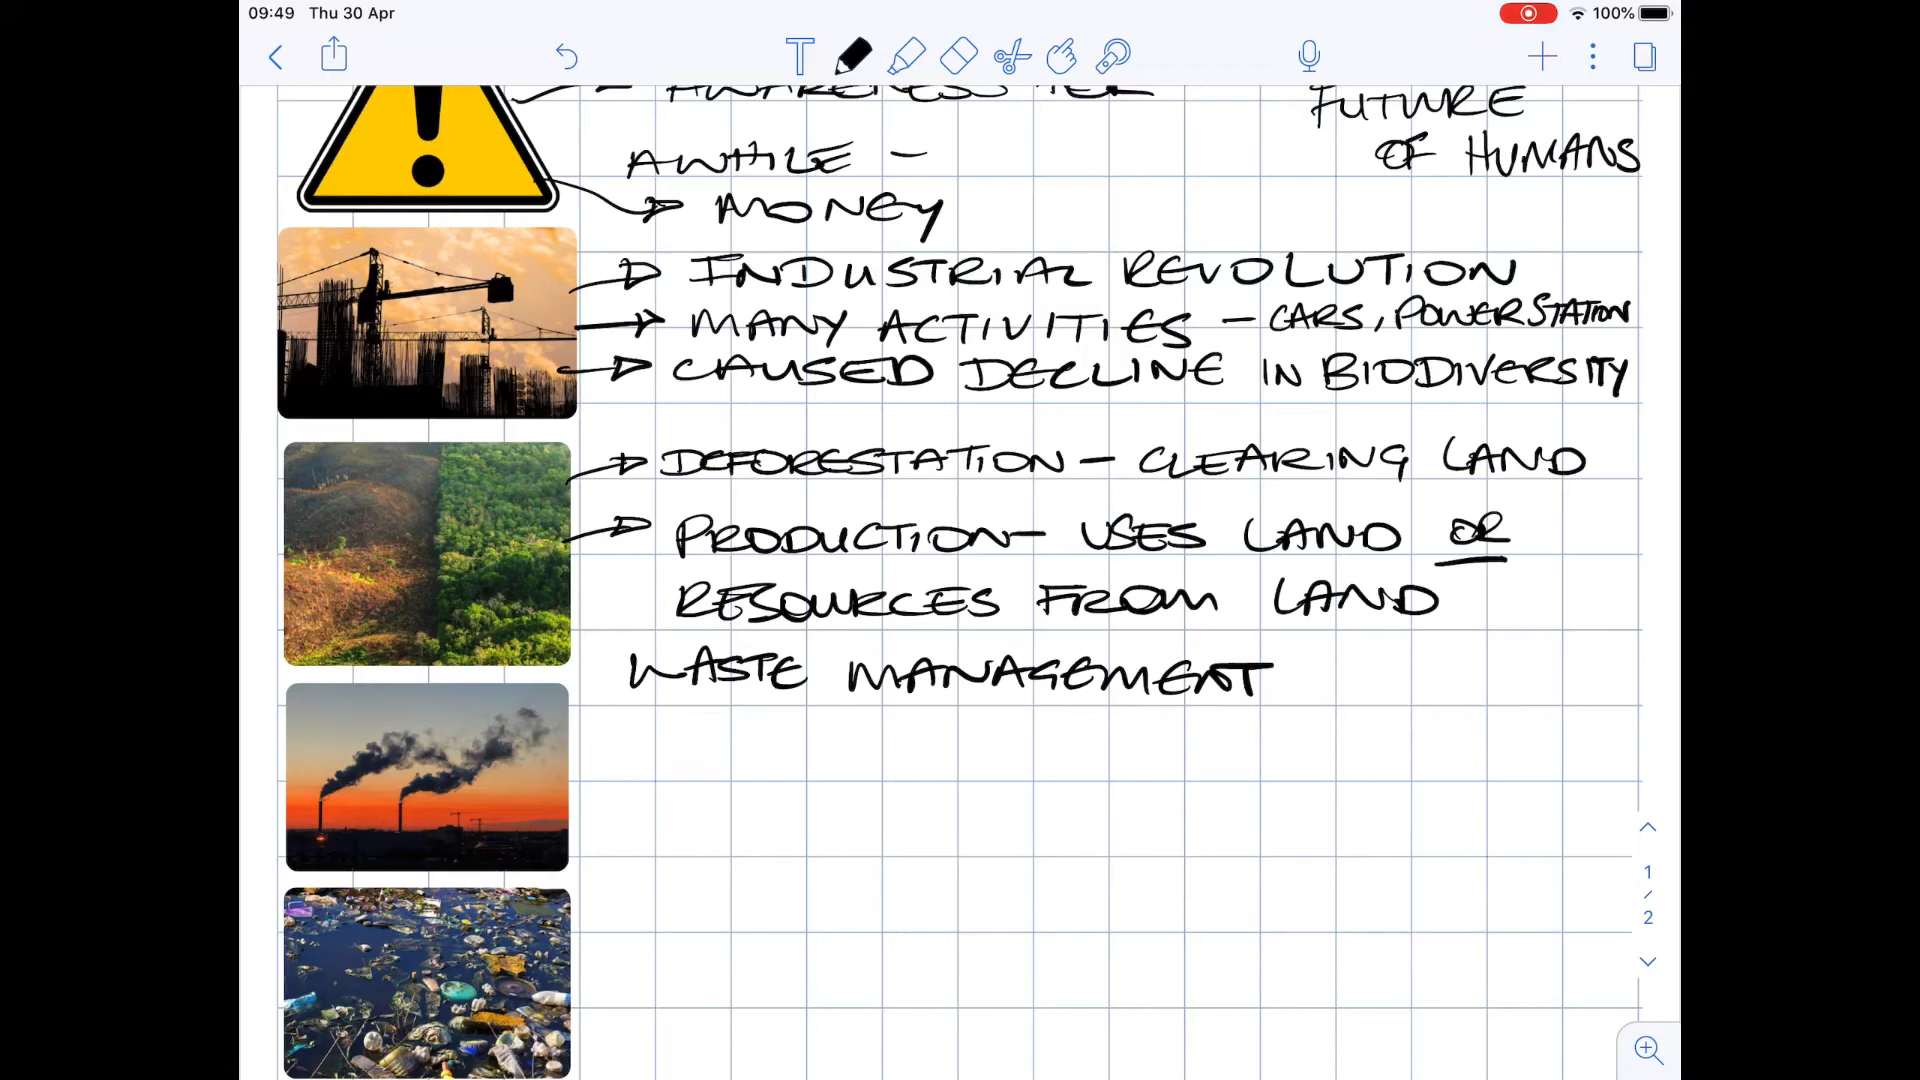 09:49 Thu 30 Apr
100%
T
AWARENESS
FUTURE
OF HUMANS
AWHILE -
MONEY
INDUSTRIAL REVOLUTION
MANY ACTIVITIES - CARS, POWERSTATION
CAUSED DECLINE IN BIODIVERSITY
DEFORESTATION - CLEARING LAND
PRODUCTION - USES LAND OR
RESOURCES FROM LAND
WASTE MANAGEMENT
1
/
2